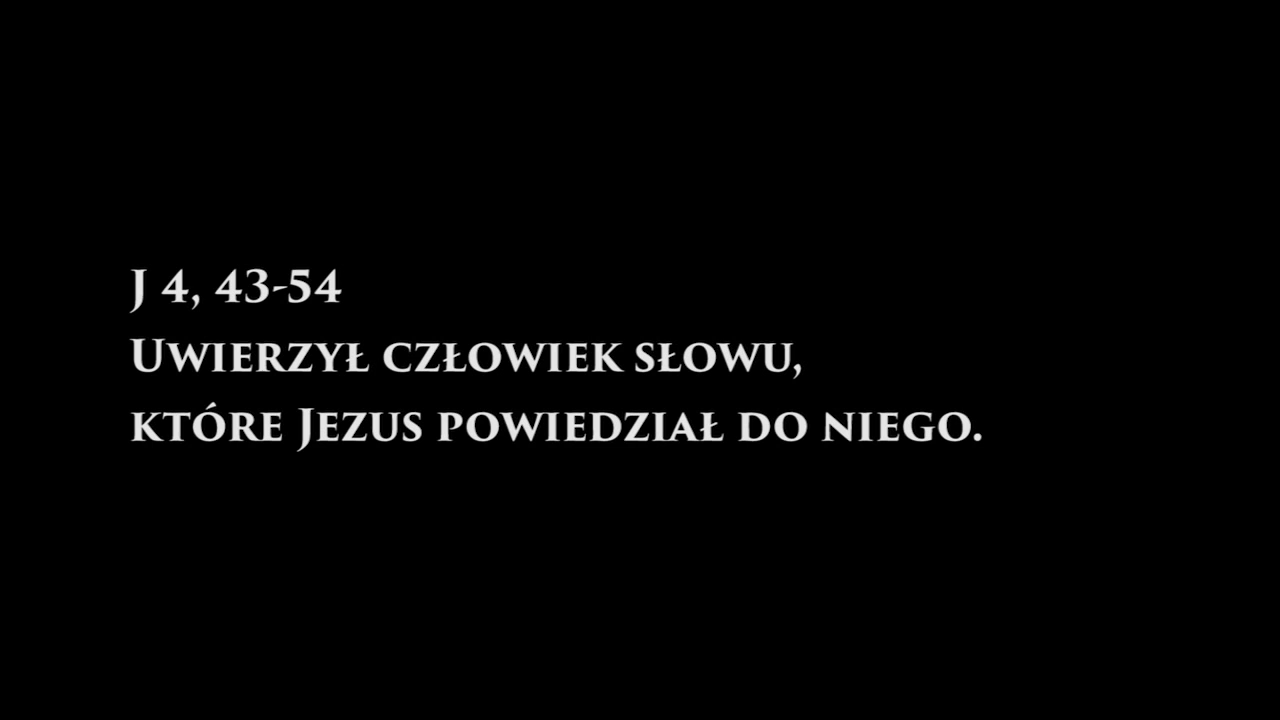 J 4, 43-54
Uwierzył człowiek słowu,
które Jezus powiedział do niego.